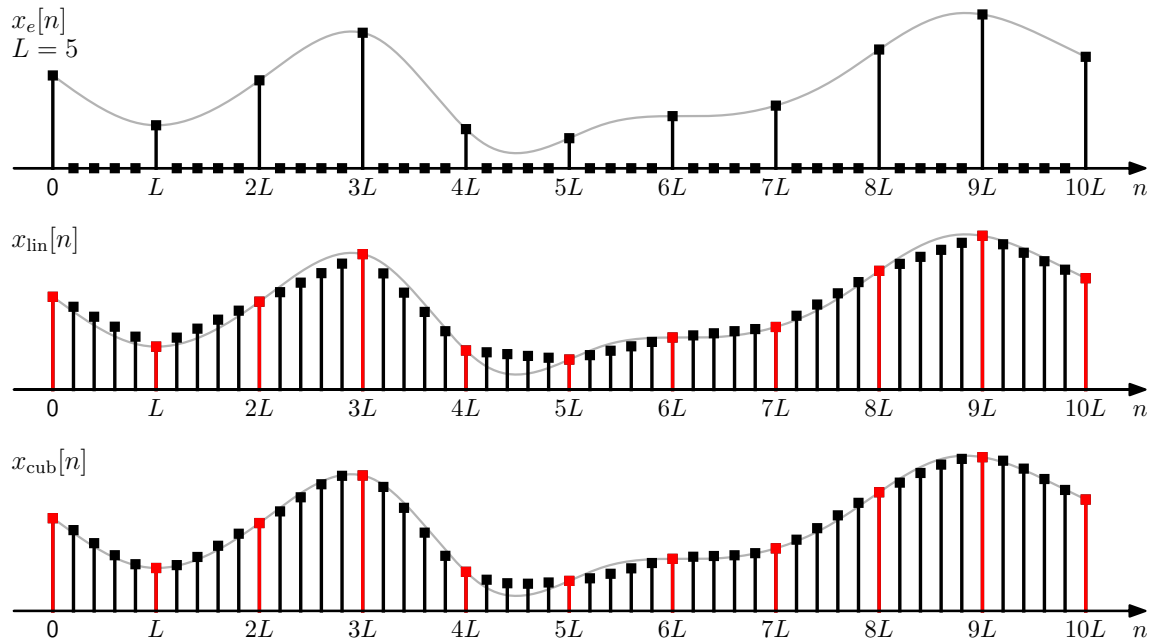 x_e[n]
L = 5
0 L 2L 3L 4L 5L 6L 7L 8L 9L 10L n
x_lin[n]
0 L 2L 3L 4L 5L 6L 7L 8L 9L 10L n
x_cub[n]
0 L 2L 3L 4L 5L 6L 7L 8L 9L 10L n